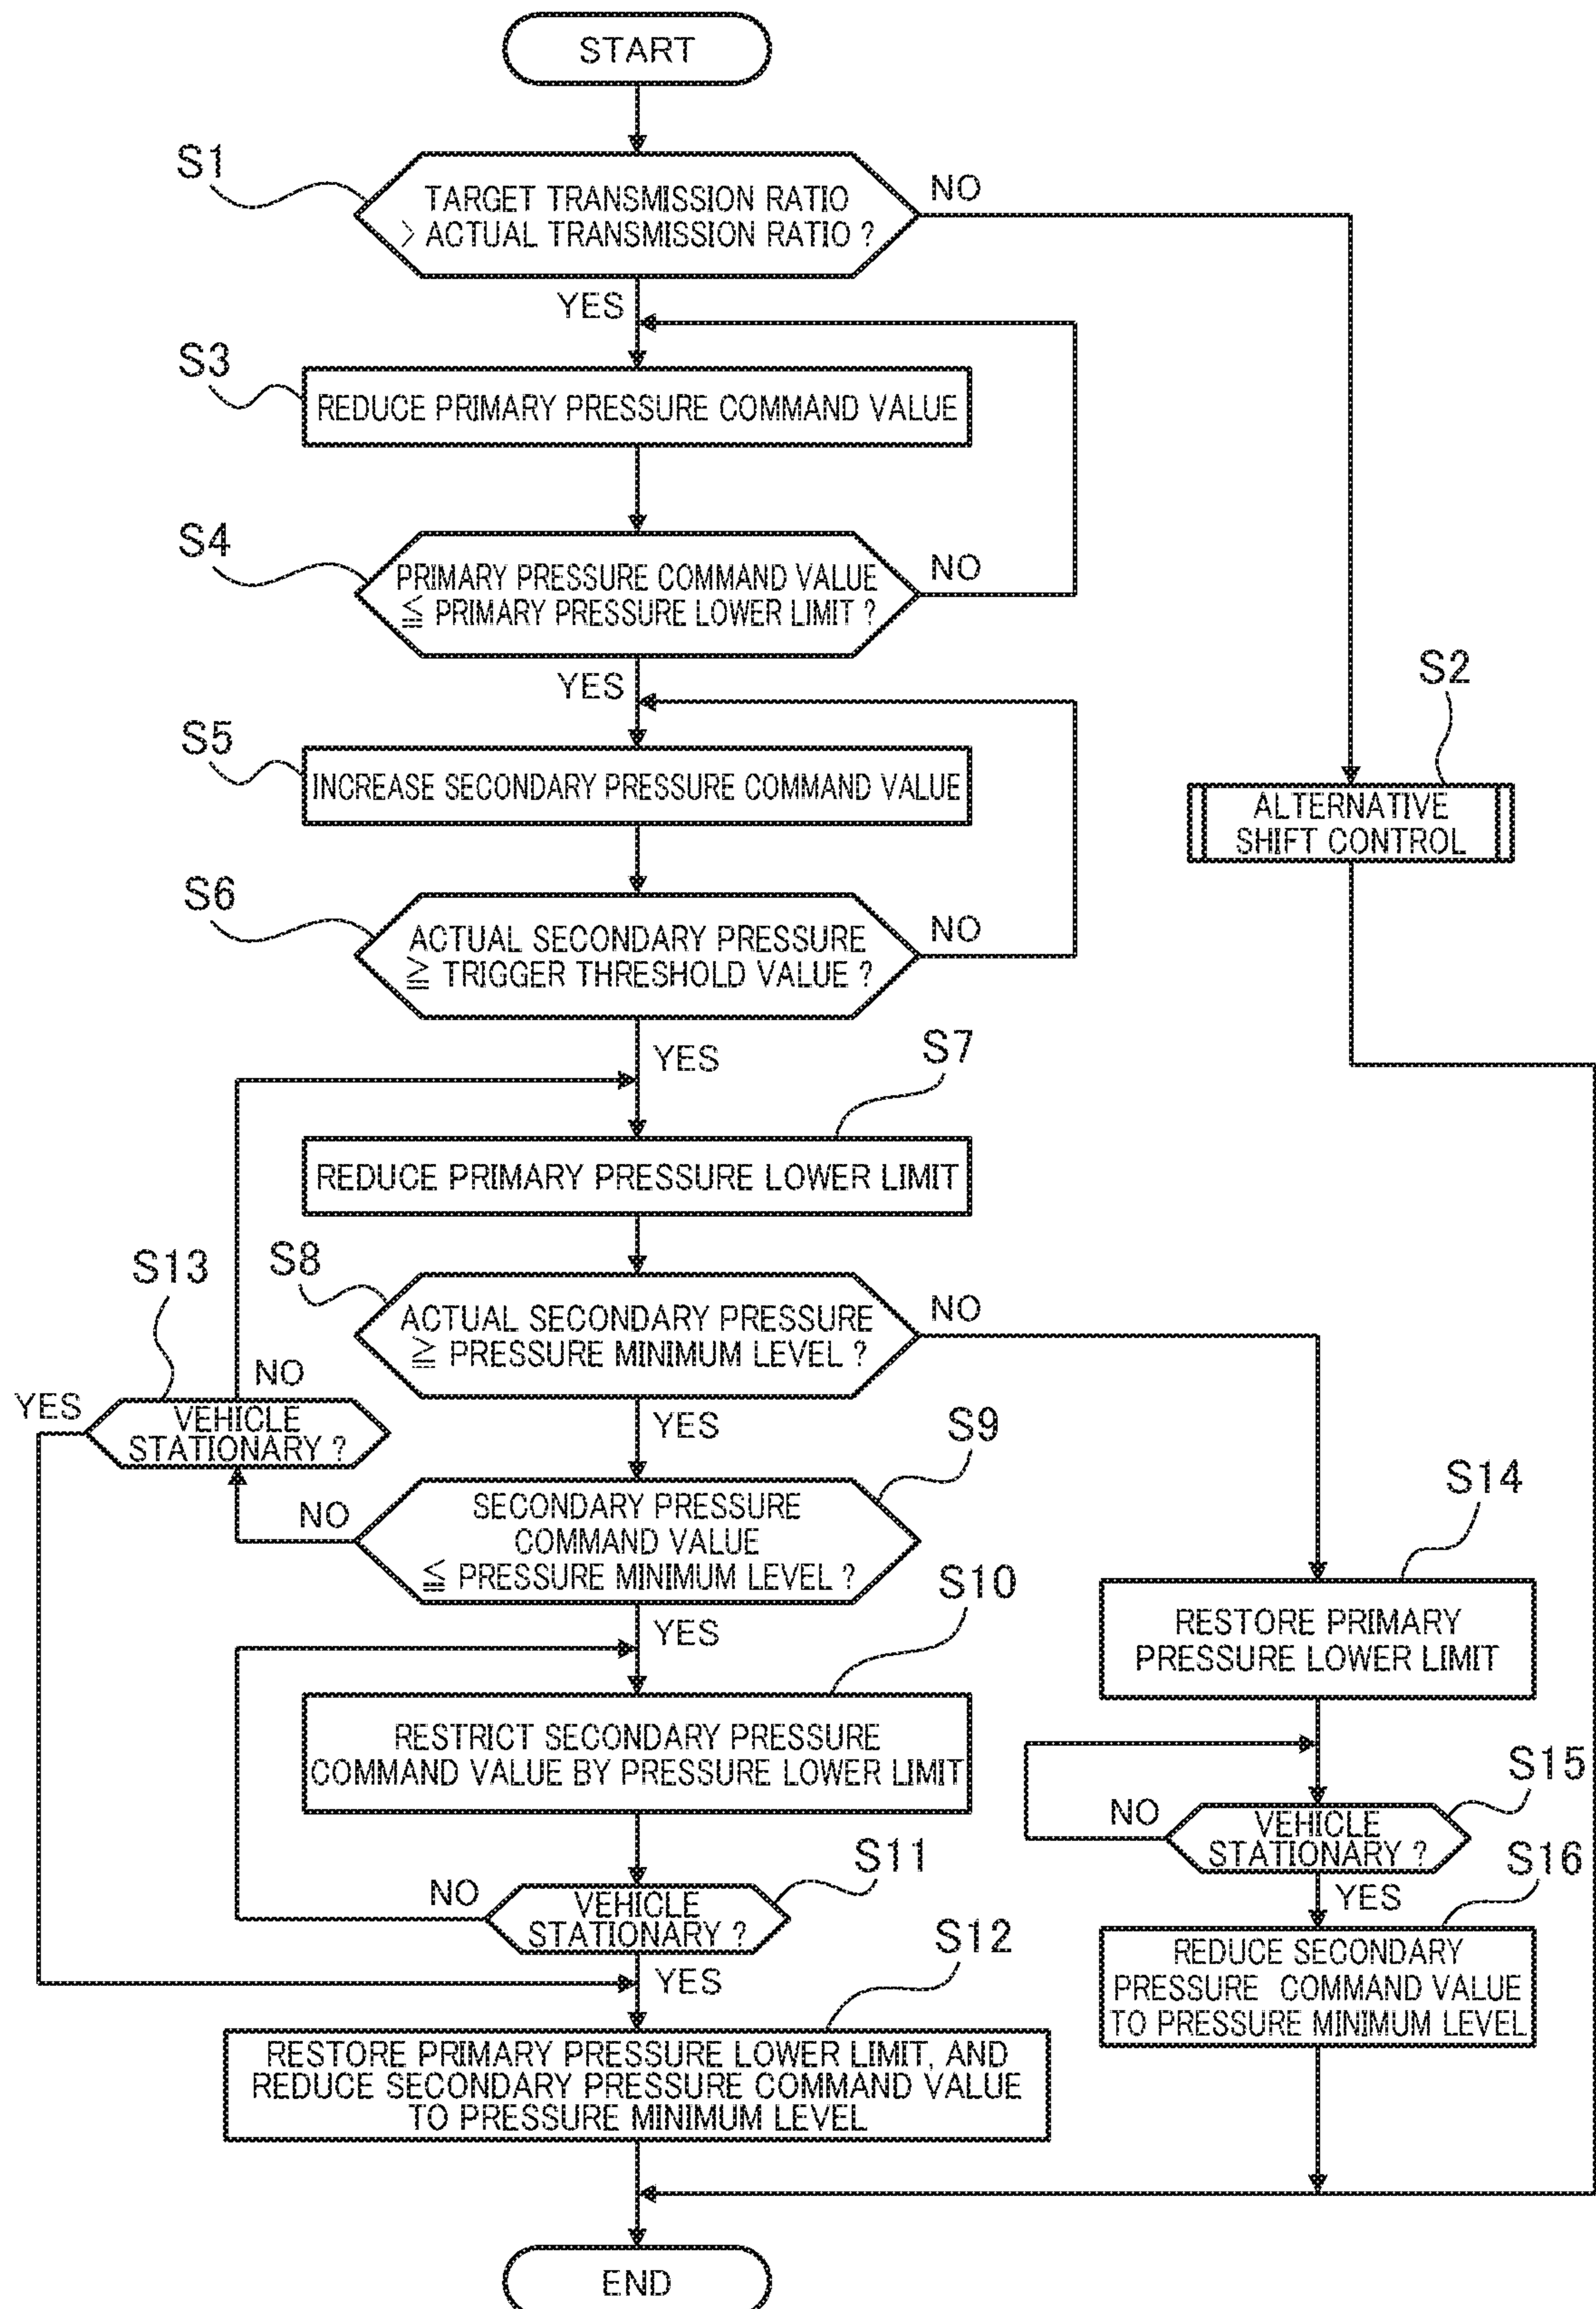 START
S1
TARGET TRANSMISSION RATIO
> ACTUAL TRANSMISSION RATIO ?
NO
YES
S3
REDUCE PRIMARY PRESSURE COMMAND VALUE
S4
PRIMARY PRESSURE COMMAND VALUE
≦ PRIMARY PRESSURE LOWER LIMIT ?
NO
YES
S2
ALTERNATIVE
SHIFT CONTROL
S5
INCREASE SECONDARY PRESSURE COMMAND VALUE
S6
ACTUAL SECONDARY PRESSURE
≧ TRIGGER THRESHOLD VALUE ?
NO
YES
S7
REDUCE PRIMARY PRESSURE LOWER LIMIT
S8
ACTUAL SECONDARY PRESSURE
≧ PRESSURE MINIMUM LEVEL ?
NO
YES
S13
VEHICLE
STATIONARY ?
NO
YES
S9
SECONDARY PRESSURE
COMMAND VALUE
≦ PRESSURE MINIMUM LEVEL ?
NO
YES
S10
RESTRICT SECONDARY PRESSURE
COMMAND VALUE BY PRESSURE LOWER LIMIT
S11
VEHICLE
STATIONARY ?
NO
YES
S12
RESTORE PRIMARY PRESSURE LOWER LIMIT, AND
REDUCE SECONDARY PRESSURE COMMAND VALUE
TO PRESSURE MINIMUM LEVEL
S14
RESTORE PRIMARY
PRESSURE LOWER LIMIT
S15
VEHICLE
STATIONARY ?
NO
YES
S16
REDUCE SECONDARY
PRESSURE COMMAND VALUE
TO PRESSURE MINIMUM LEVEL
END